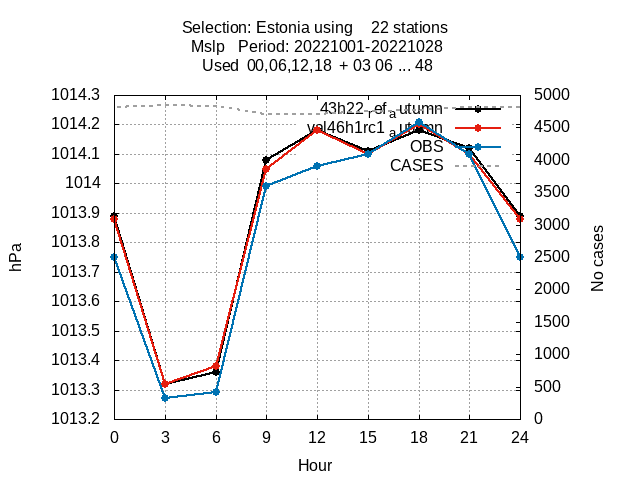 Selection: Estonia using 22 stations
Mslp Period: 20221001-20221028
Used 00,06,12,18 + 03 06 ... 48
1014.3
1014.2
1014.1
1014
1013.9
1013.8
1013.7
1013.6
1013.5
1013.4
1013.3
1013.2
hPa
43h22_ref_autumn
val46h1rc1_autumn
OBS
CASES
5000
4500
4000
3500
3000
2500
2000
1500
1000
500
0
No cases
0 3 6 9 12 15 18 21 24
Hour